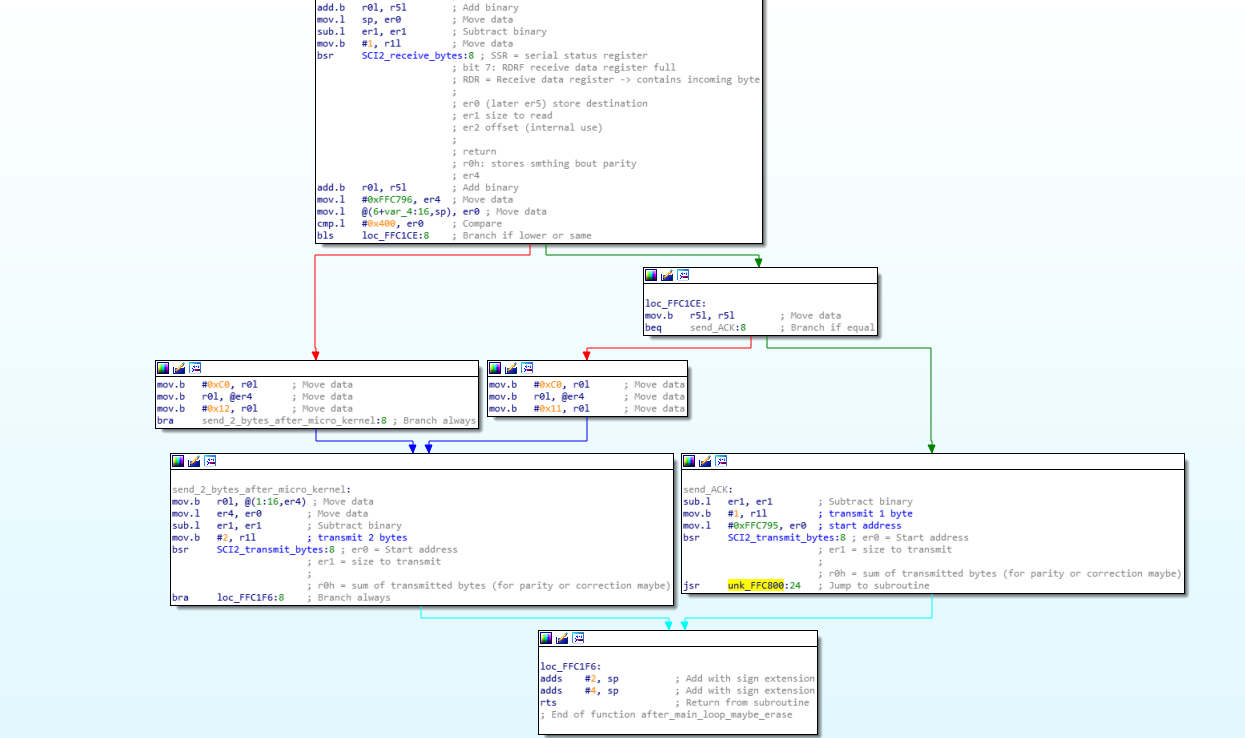 add.b r0l, r5l ; Add binary
mov.l sp, er0 ; Move data
sub.l er1, er1 ; Subtract binary
mov.b #1, r1l ; Move data
bsr SCI2_receive_bytes:8 ; SSR = serial status register
; bit 7: RDRF receive data register full
; RDR = Receive data register -> contains incoming byte
;
; er0 (later er5) store destination
; er1 size to read
; er2 offset (internal use)
;
; return
; r0h: stores smthing bout parity
; er4
add.b r0l, r5l ; Add binary
mov.l #0xFFC796, er4 ; Move data
mov.l @(6+var_4:16,sp), er0 ; Move data
cmp.l #0x400, er0 ; Compare
bls loc_FFC1CE:8 ; Branch if lower or same
loc_FFC1CE:
mov.b r5l, r5l ; Move data
beq send_ACK:8 ; Branch if equal
mov.b #0xC0, r0l ; Move data
mov.b r0l, @er4 ; Move data
mov.b #0x12, r0l ; Move data
bra send_2_bytes_after_micro_kernel:8 ; Branch always
mov.b #0xC0, r0l ; Move data
mov.b r0l, @er4 ; Move data
mov.b #0x11, r0l ; Move data
send_2_bytes_after_micro_kernel:
mov.b r0l, @(1:16,er4) ; Move data
mov.l er4, er0 ; Move data
sub.l er1, er1 ; Subtract binary
mov.b #2, r1l ; transmit 2 bytes
bsr SCI2_transmit_bytes:8 ; er0 = Start address
; er1 = size to transmit
;
; r0h = sum of transmitted bytes (for parity or correction maybe)
bra loc_FFC1F6:8 ; Branch always
send_ACK:
sub.l er1, er1 ; Subtract binary
mov.b #1, r1l ; transmit 1 byte
mov.l #0xFFC795, er0 ; start address
bsr SCI2_transmit_bytes:8 ; er0 = Start address
; er1 = size to transmit
;
; r0h = sum of transmitted bytes (for parity or correction maybe)
jsr unk_FFC800:24 ; Jump to subroutine
loc_FFC1F6:
adds #2, sp ; Add with sign extension
adds #4, sp ; Add with sign extension
rts ; Return from subroutine
; End of function after_main_loop_maybe_erase